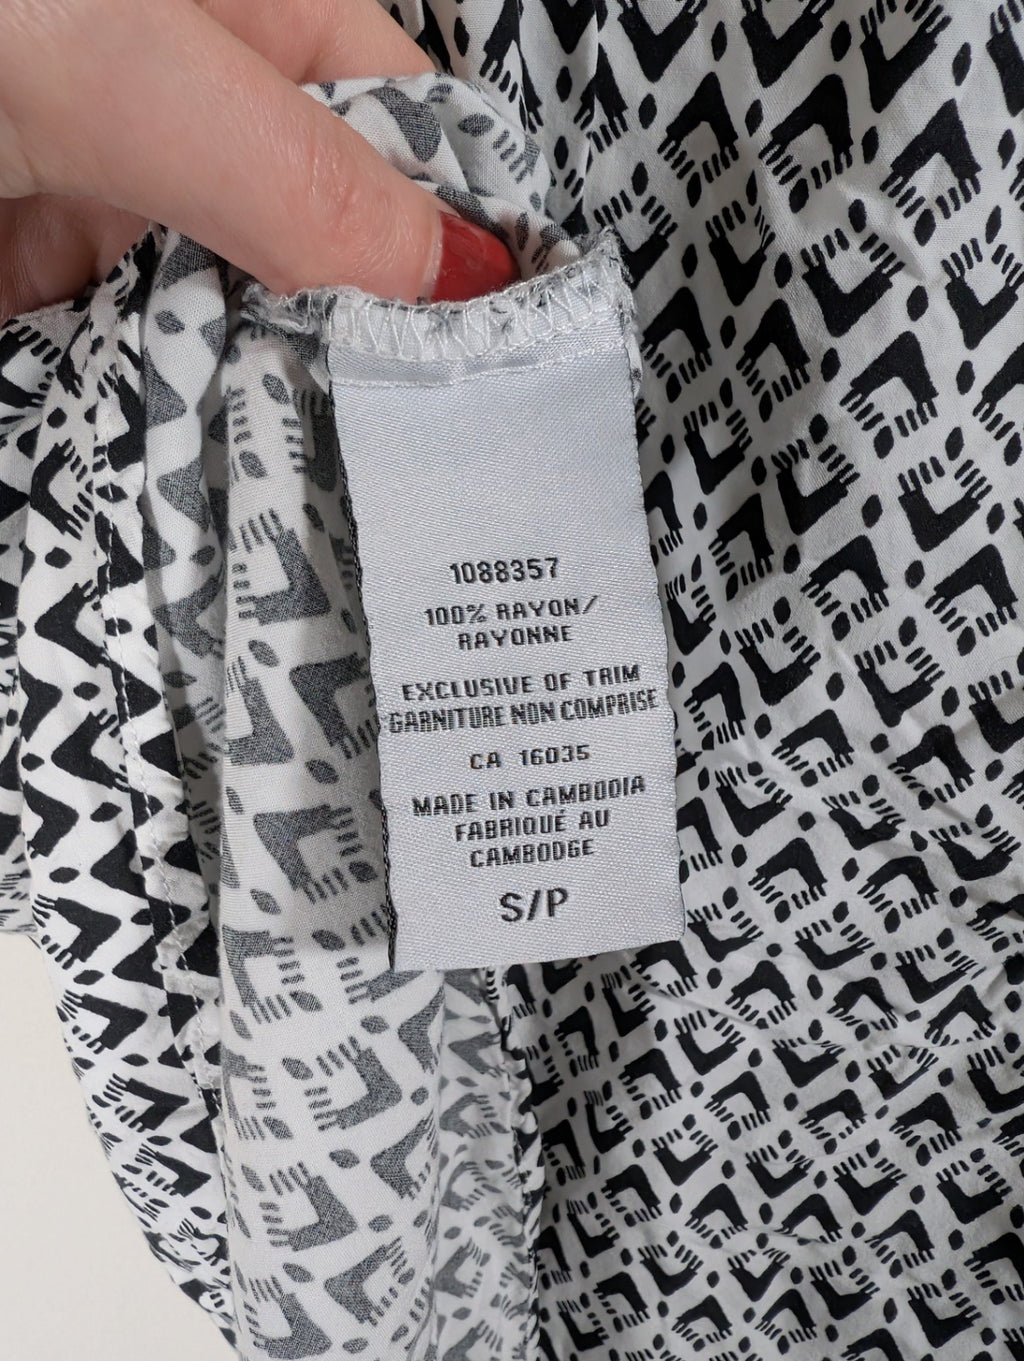 1088357
100% RAYON/
RAYONNE
EXCLUSIVE OF TRIM
GARNITURE NON COMPRISE
CA 16035
MADE IN CAMBODIA
FABRIQUÉ AU
CAMBODGE
S/P